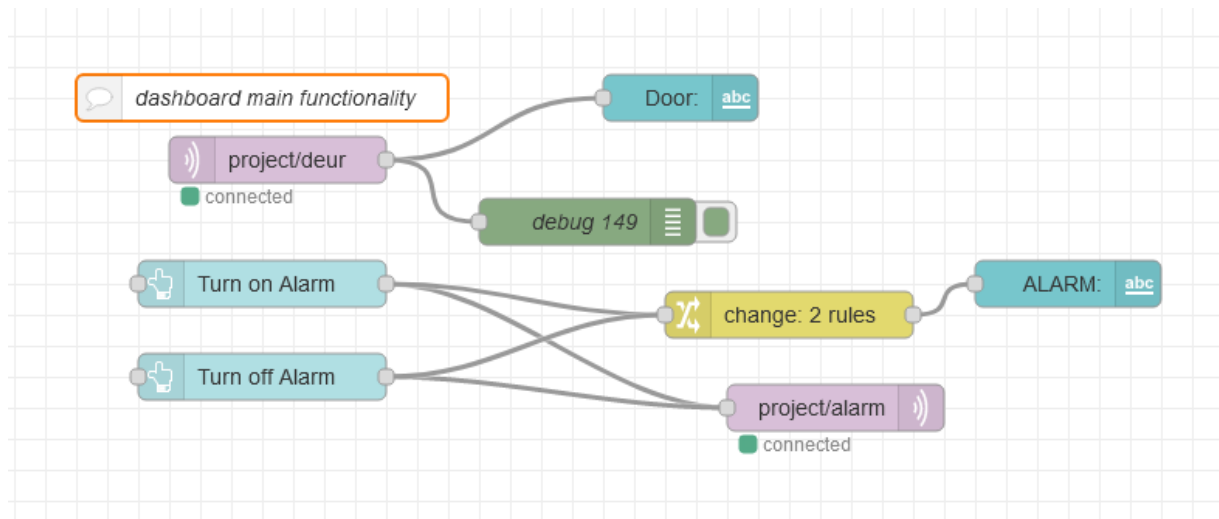 dashboard main functionality
Door:
abc
project/deur
connected
debug 149
Turn on Alarm
ALARM:
abc
change: 2 rules
Turn off Alarm
project/alarm
connected